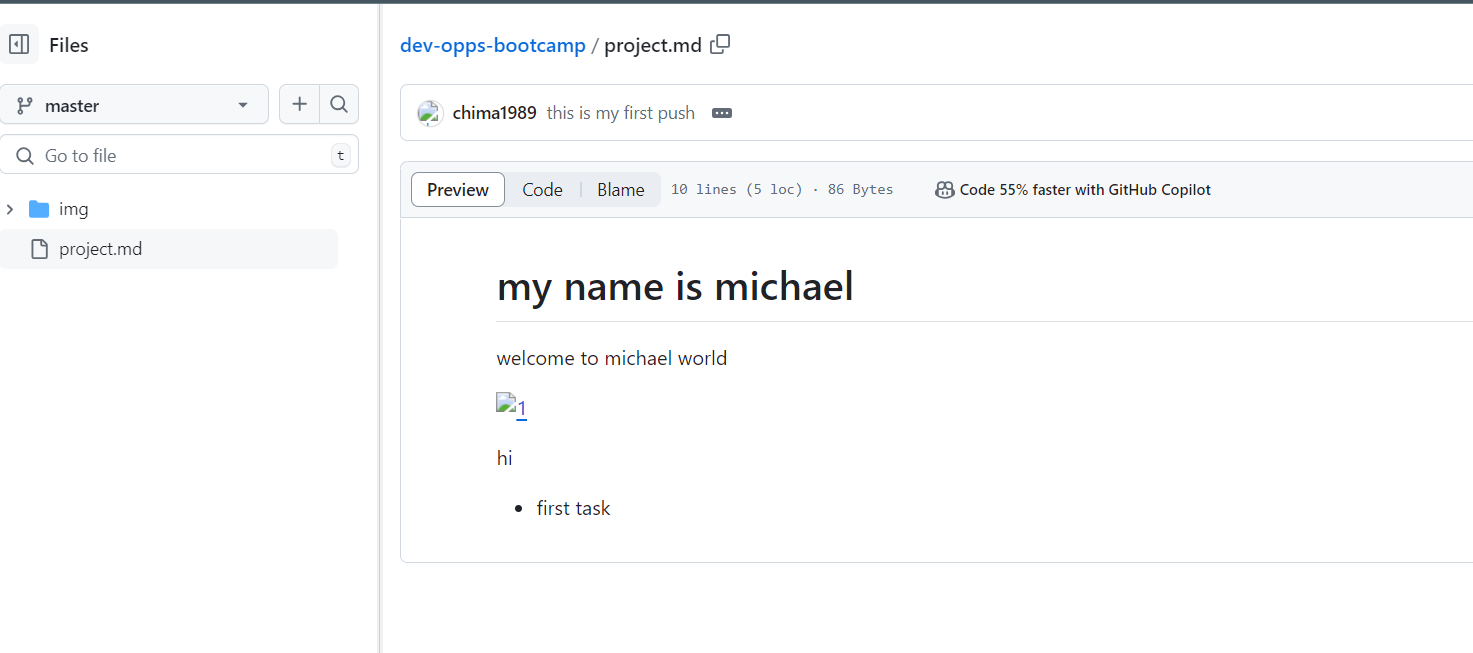 Files
master
Go to file
t
img
project.md
dev-opps-bootcamp / project.md
chima1989 this is my first push
Preview Code Blame 10 lines (5 loc) · 86 Bytes Code 55% faster with GitHub Copilot
my name is michael
welcome to michael world
1
hi
first task